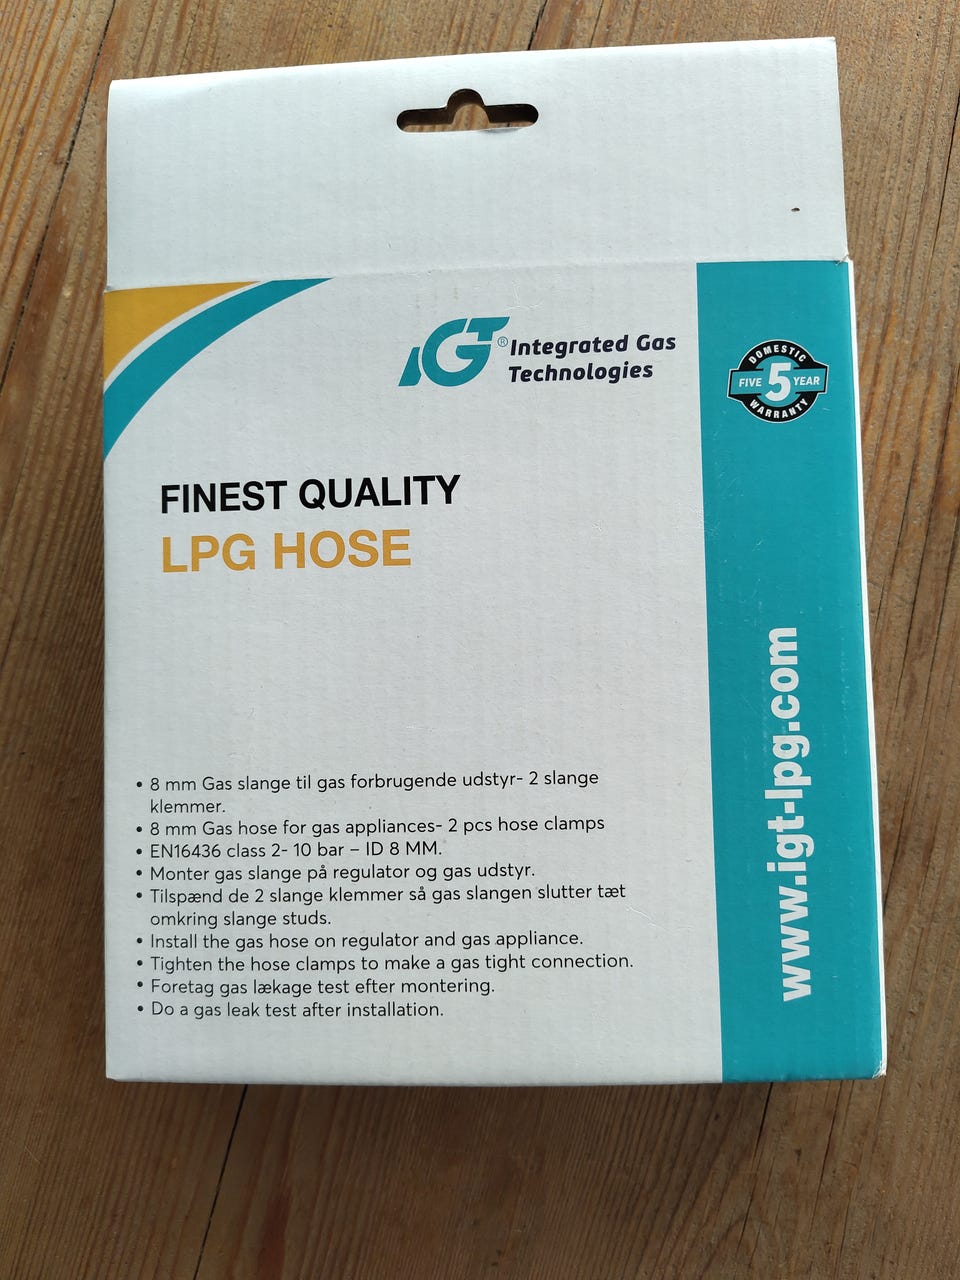 IGT® Integrated Gas
Technologies
DOMESTIC
FIVE 5 YEAR
WARRANTY
FINEST QUALITY
LPG HOSE
• 8 mm Gas slange til gas forbrugende udstyr- 2 slange
klemmer.
• 8 mm Gas hose for gas appliances- 2 pcs hose clamps
• EN16436 class 2- 10 bar – ID 8 MM.
• Monter gas slange på regulator og gas udstyr.
• Tilspænd de 2 slange klemmer så gas slangen slutter tæt
omkring slange studs.
• Install the gas hose on regulator and gas appliance.
• Tighten the hose clamps to make a gas tight connection.
• Foretag gas lækage test efter montering.
• Do a gas leak test after installation.
www.igt-lpg.com